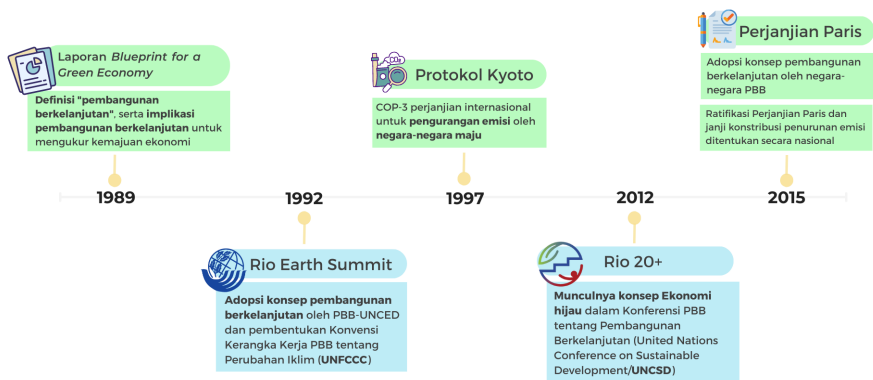 Laporan Blueprint for a
Green Economy
Definisi "pembangunan
berkelanjutan", serta implikasi
pembangunan berkelanjutan untuk
mengukur kemajuan ekonomi
1989
Rio Earth Summit
Adopsi konsep pembangunan
berkelanjutan oleh PBB-UNCED
dan pembentukan Konvensi
Kerangka Kerja PBB tentang
Perubahan Iklim (UNFCCC)
1992
Protokol Kyoto
COP-3 perjanjian internasional
untuk pengurangan emisi oleh
negara-negara maju
1997
Rio 20+
Munculnya konsep Ekonomi
hijau dalam Konferensi PBB
tentang Pembangunan
Berkelanjutan (United Nations
Conference on Sustainable
Development/UNCSD)
2012
Perjanjian Paris
Adopsi konsep pembangunan
berkelanjutan oleh negara-
negara PBB
Ratifikasi Perjanjian Paris dan
janji konstribusi penurunan emisi
ditentukan secara nasional
2015